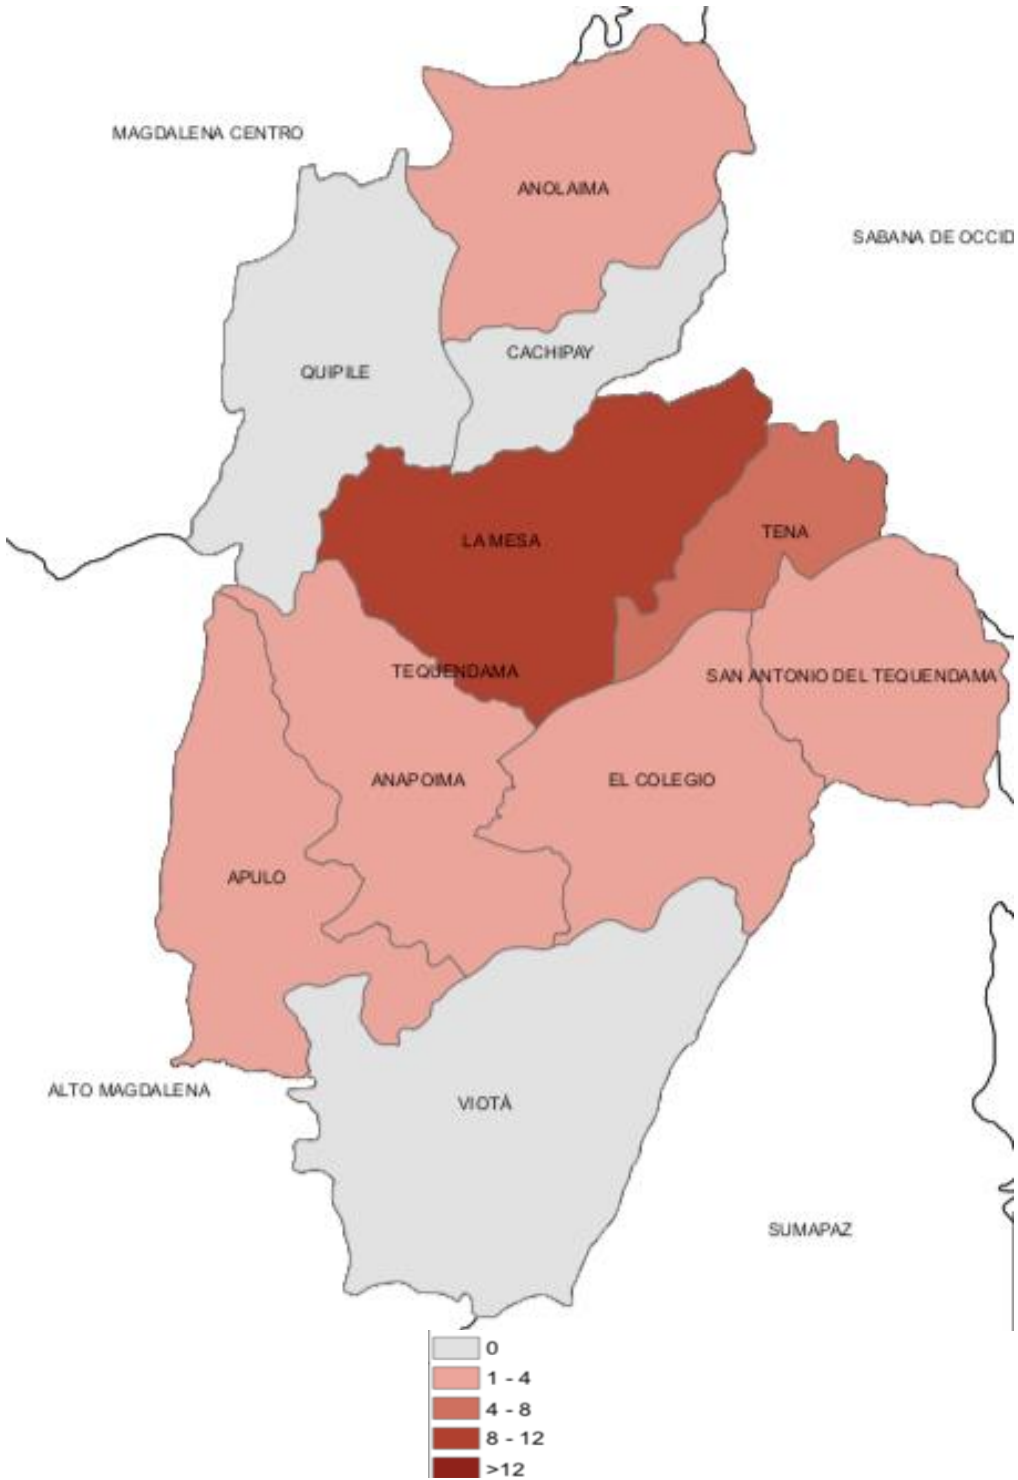 MAGDALENA CENTRO
ANOLAIMA
SABANA DE OCCID
CACHIPAY
QUIPILE
TENA
LA MESA
TEQUENDAMA
SAN ANTONIO DEL TEQUENDAMA
ANAPOIMA
EL COLEGIO
APULO
ALTO MAGDALENA
VIOTÁ
SUMAPAZ
0
1 - 4
4 - 8
8 - 12
>12